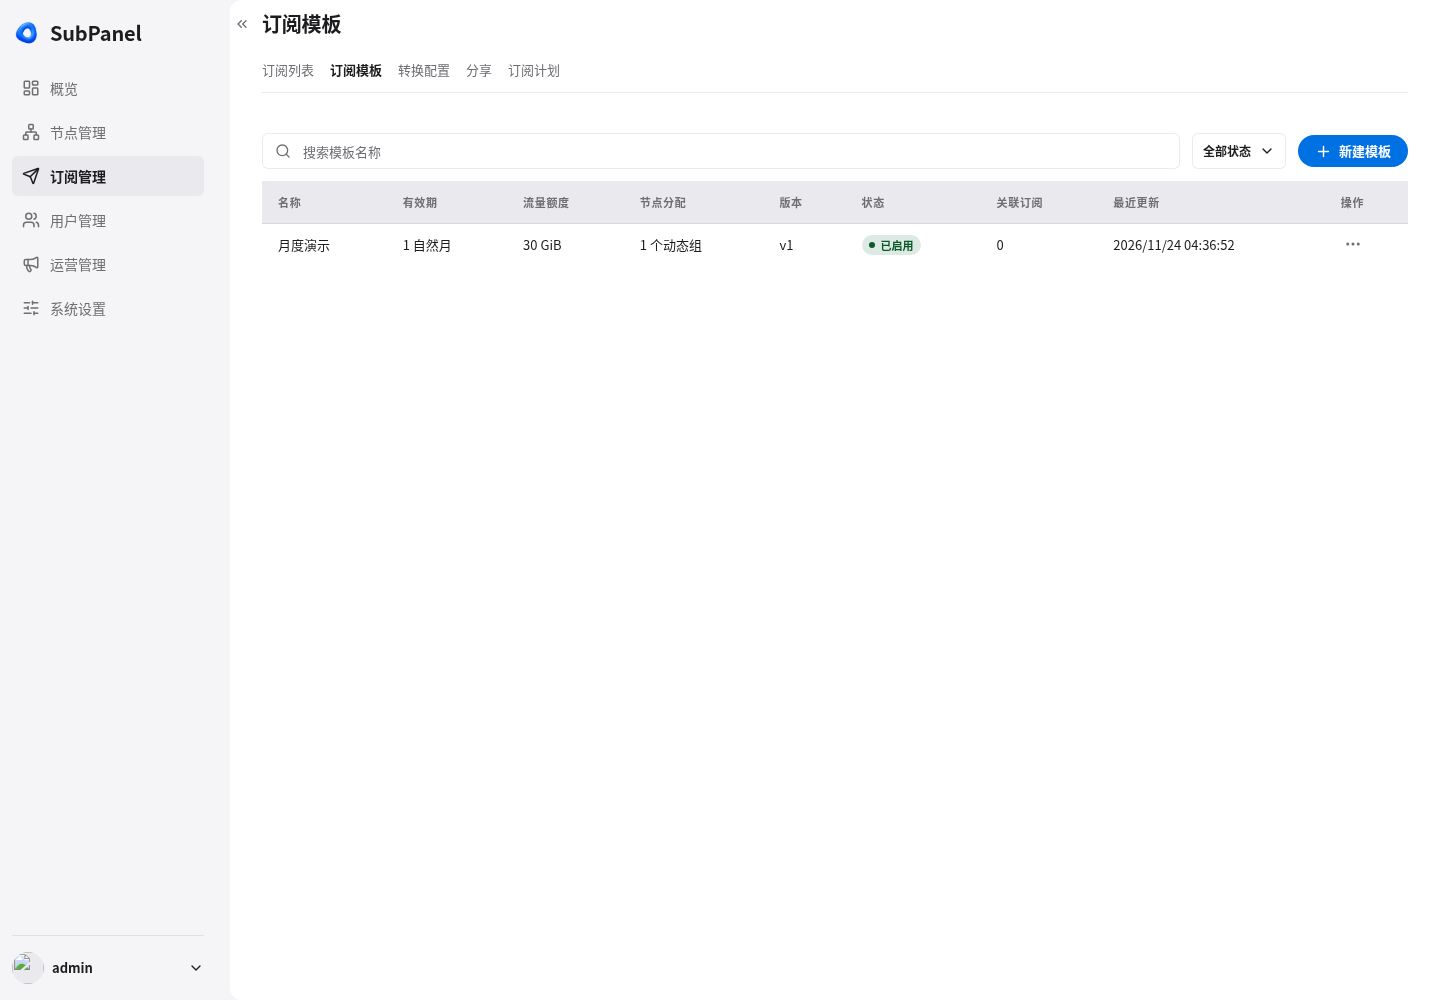 SubPanel
概览
节点管理
订阅管理
用户管理
运营管理
系统设置
admin
订阅模板
订阅列表 订阅模板 转换配置 分享 订阅计划
搜索模板名称 全部状态 新建模板
名称 有效期 流量额度 节点分配 版本 状态 关联订阅 最近更新 操作
月度演示 1 自然月 30 GiB 1 个动态组 v1 已启用 0 2026/11/24 04:36:52